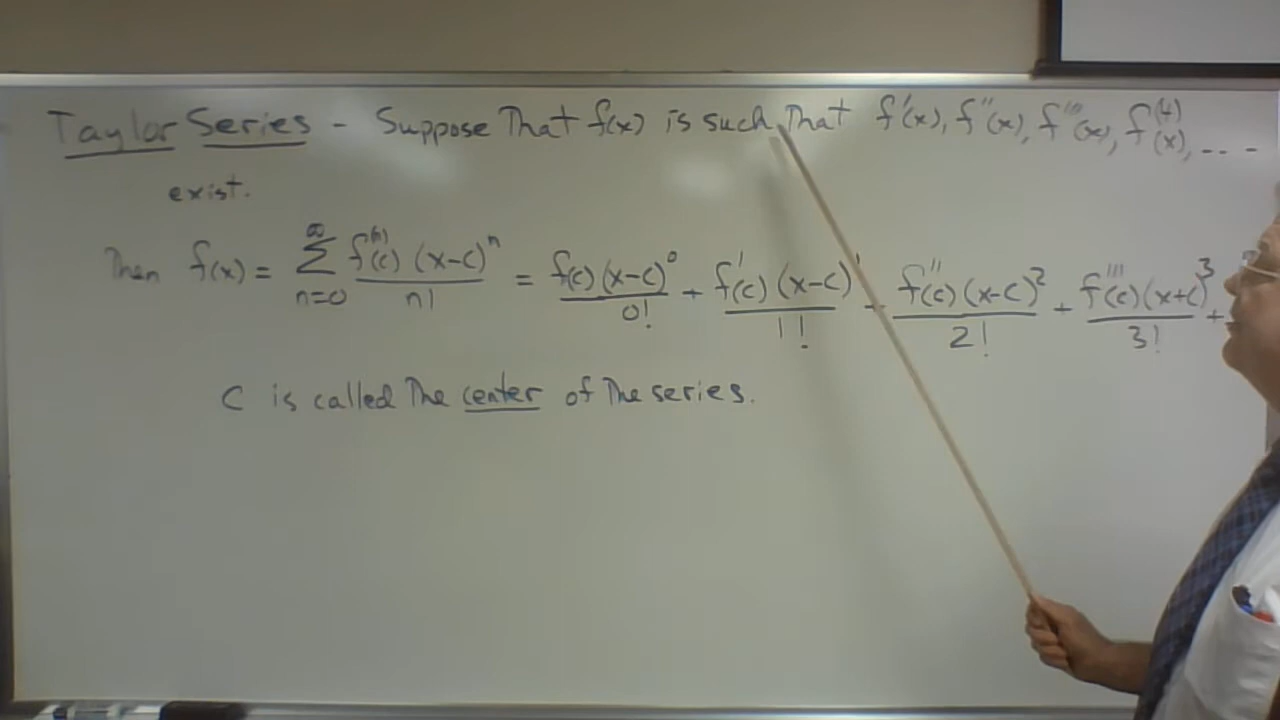 Taylor Series - Suppose That f(x) is such That f'(x), f''(x), f'''(x), f⁽⁴⁾(x), ...
exist.
Then f(x) = ∑_{n=0}^{∞} f⁽ⁿ⁾(c) (x-c)ⁿ / n! = f(c) (x-c)⁰ / 0! + f'(c) (x-c)¹ / 1! + f''(c) (x-c)² / 2! + f'''(c) (x+c)³ / 3! +
C is called The center of The series.